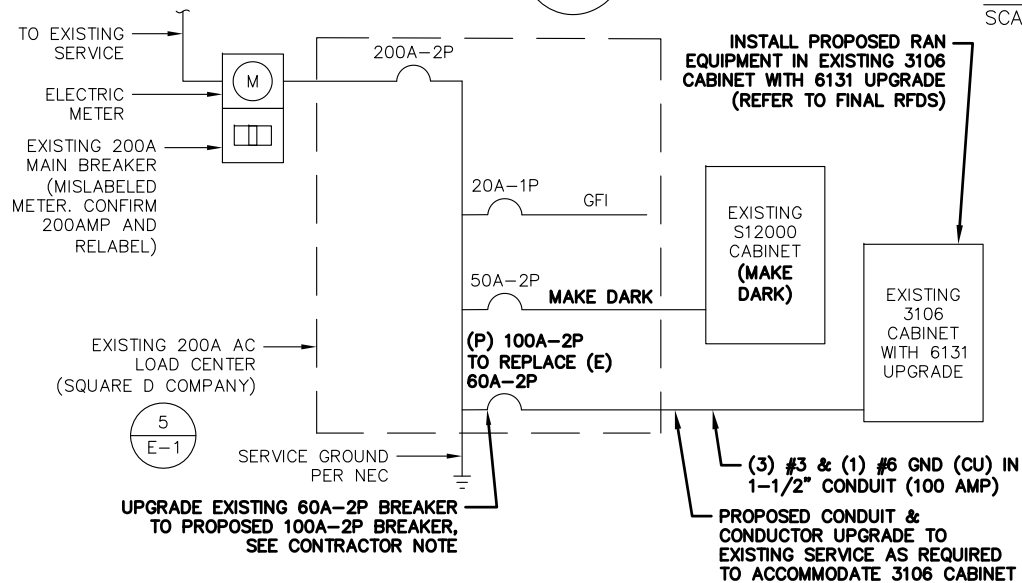 SCA
TO EXISTING
SERVICE
ELECTRIC
METER
EXISTING 200A
MAIN BREAKER
(MISLABELED
METER. CONFIRM
200AMP AND
RELABEL)
M
200A-2P
INSTALL PROPOSED RAN
EQUIPMENT IN EXISTING 3106
CABINET WITH 6131 UPGRADE
(REFER TO FINAL RFDS)
20A-1P
GFI
EXISTING
S12000
CABINET
(MAKE
DARK)
50A-2P
MAKE DARK
EXISTING
3106
CABINET
WITH 6131
UPGRADE
(P) 100A-2P
TO REPLACE (E)
60A-2P
EXISTING 200A AC
LOAD CENTER
(SQUARE D COMPANY)
5
E-1
SERVICE GROUND
PER NEC
UPGRADE EXISTING 60A-2P BREAKER
TO PROPOSED 100A-2P BREAKER,
SEE CONTRACTOR NOTE
(3) #3 & (1) #6 GND (CU) IN
1-1/2" CONDUIT (100 AMP)
PROPOSED CONDUIT &
CONDUCTOR UPGRADE TO
EXISTING SERVICE AS REQUIRED
TO ACCOMMODATE 3106 CABINET